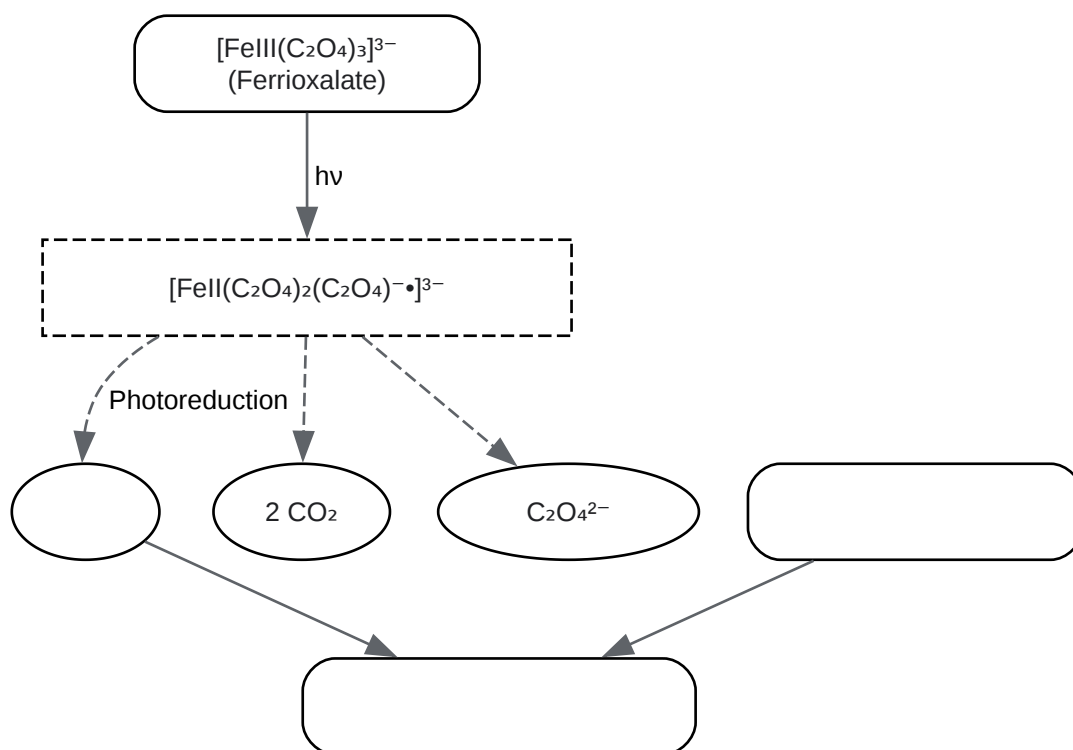 [FeIII(C₂O₄)₃]³⁻
(Ferrioxalate)
hν
[FeII(C₂O₄)₂(C₂O₄)⁻•]³⁻
Photoreduction
2 CO₂
C₂O₄²⁻